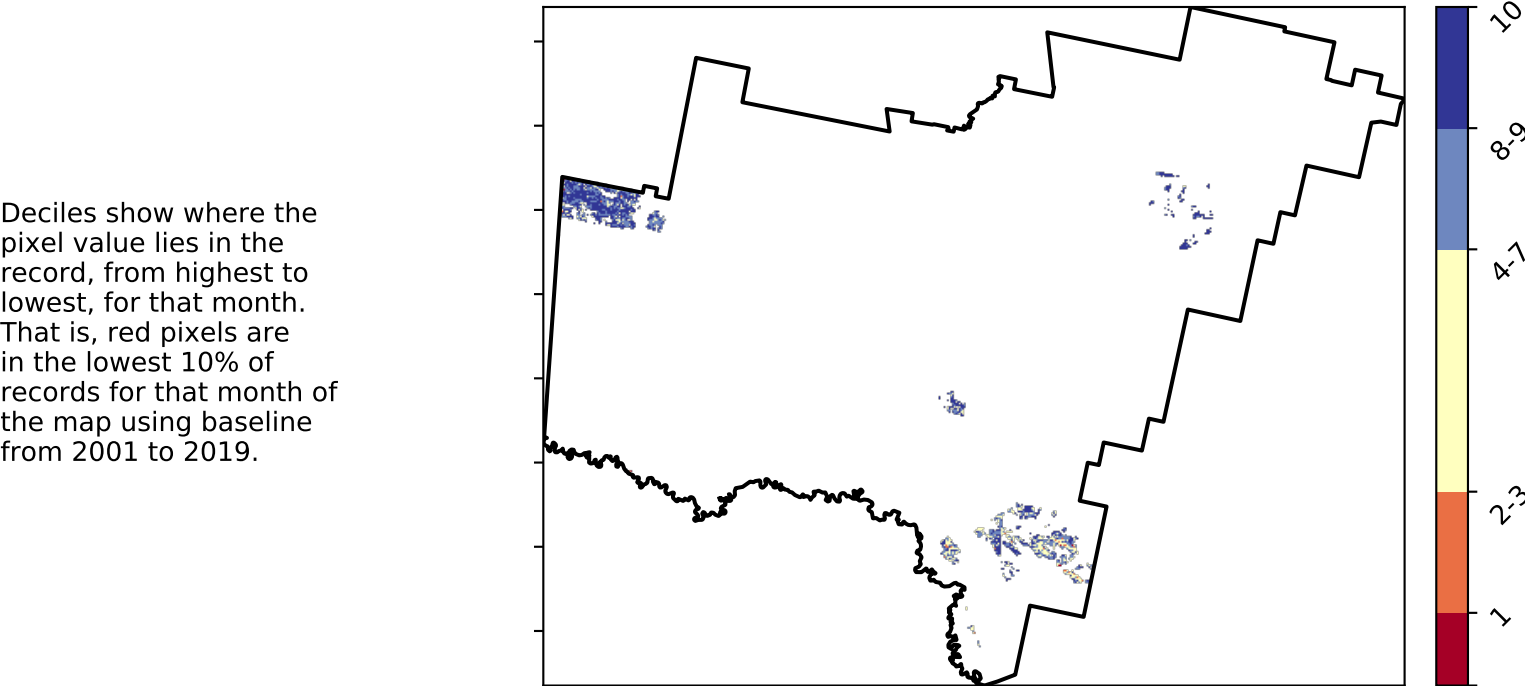 Deciles show where the
pixel value lies in the
record, from highest to
lowest, for that month.
That is, red pixels are
in the lowest 10% of
records for that month of
the map using baseline
from 2001 to 2019.
10
8-9
4-7
2-3
1